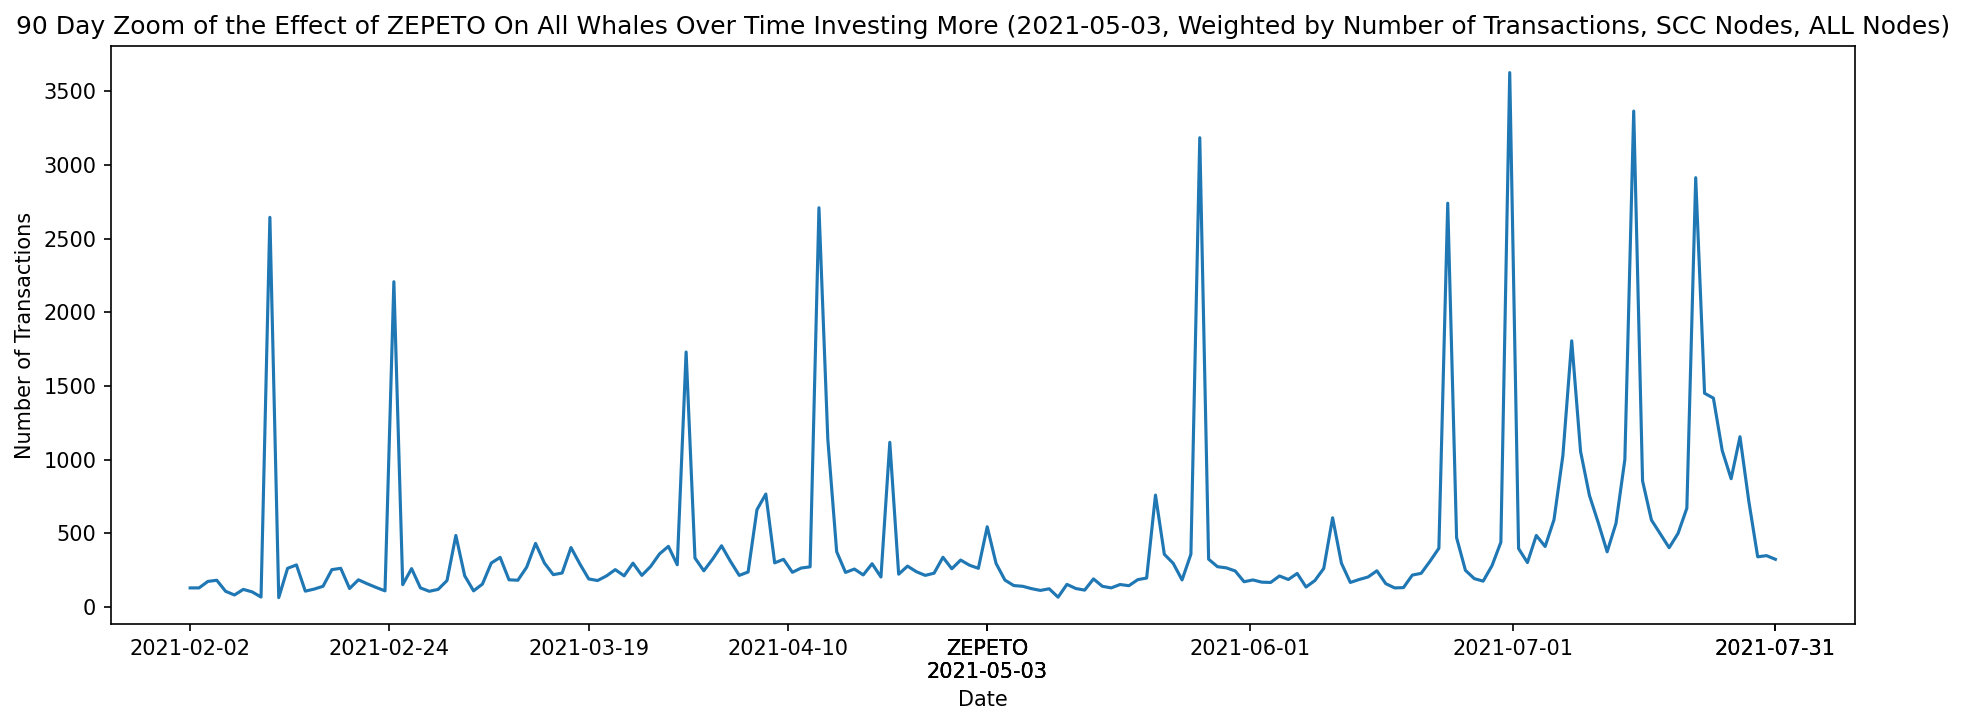 90 Day Zoom of the Effect of ZEPETO On All Whales Over Time Investing More (2021-05-03, Weighted by Number of Transactions, SCC Nodes, ALL Nodes)
Number of Transactions
3500
3000
2500
2000
1500
1000
500
0
2021-02-02 2021-02-24 2021-03-19 2021-04-10 ZEPETO 2021-06-01 2021-07-01 2021-07-31
2021-05-03
Date